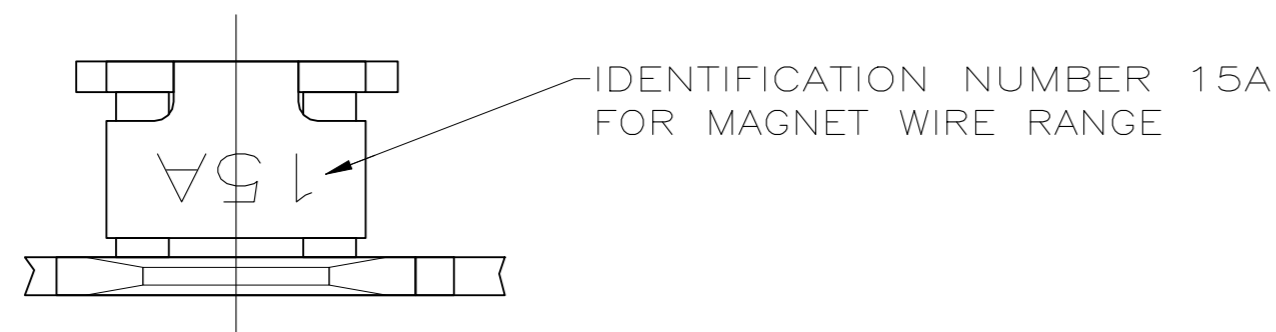 IDENTIFICATION NUMBER 15A
FOR MAGNET WIRE RANGE
15A